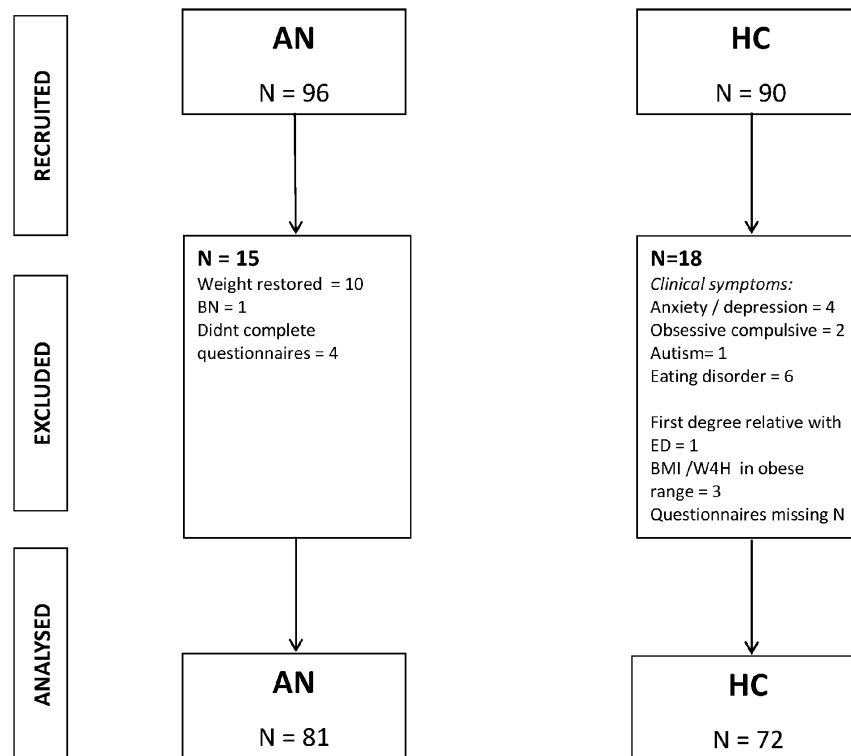 RECRUITED
AN
N = 96
HC
N = 90
EXCLUDED
N = 15
Weight restored = 10
BN = 1
Didnt complete
questionnaires = 4
N=18
Clinical symptoms:
Anxiety / depression = 4
Obsessive compulsive = 2
Autism= 1
Eating disorder = 6
First degree relative with
ED = 1
BMI /W4H in obese
range = 3
Questionnaires missing N
ANALYSED
AN
N = 81
HC
N = 72